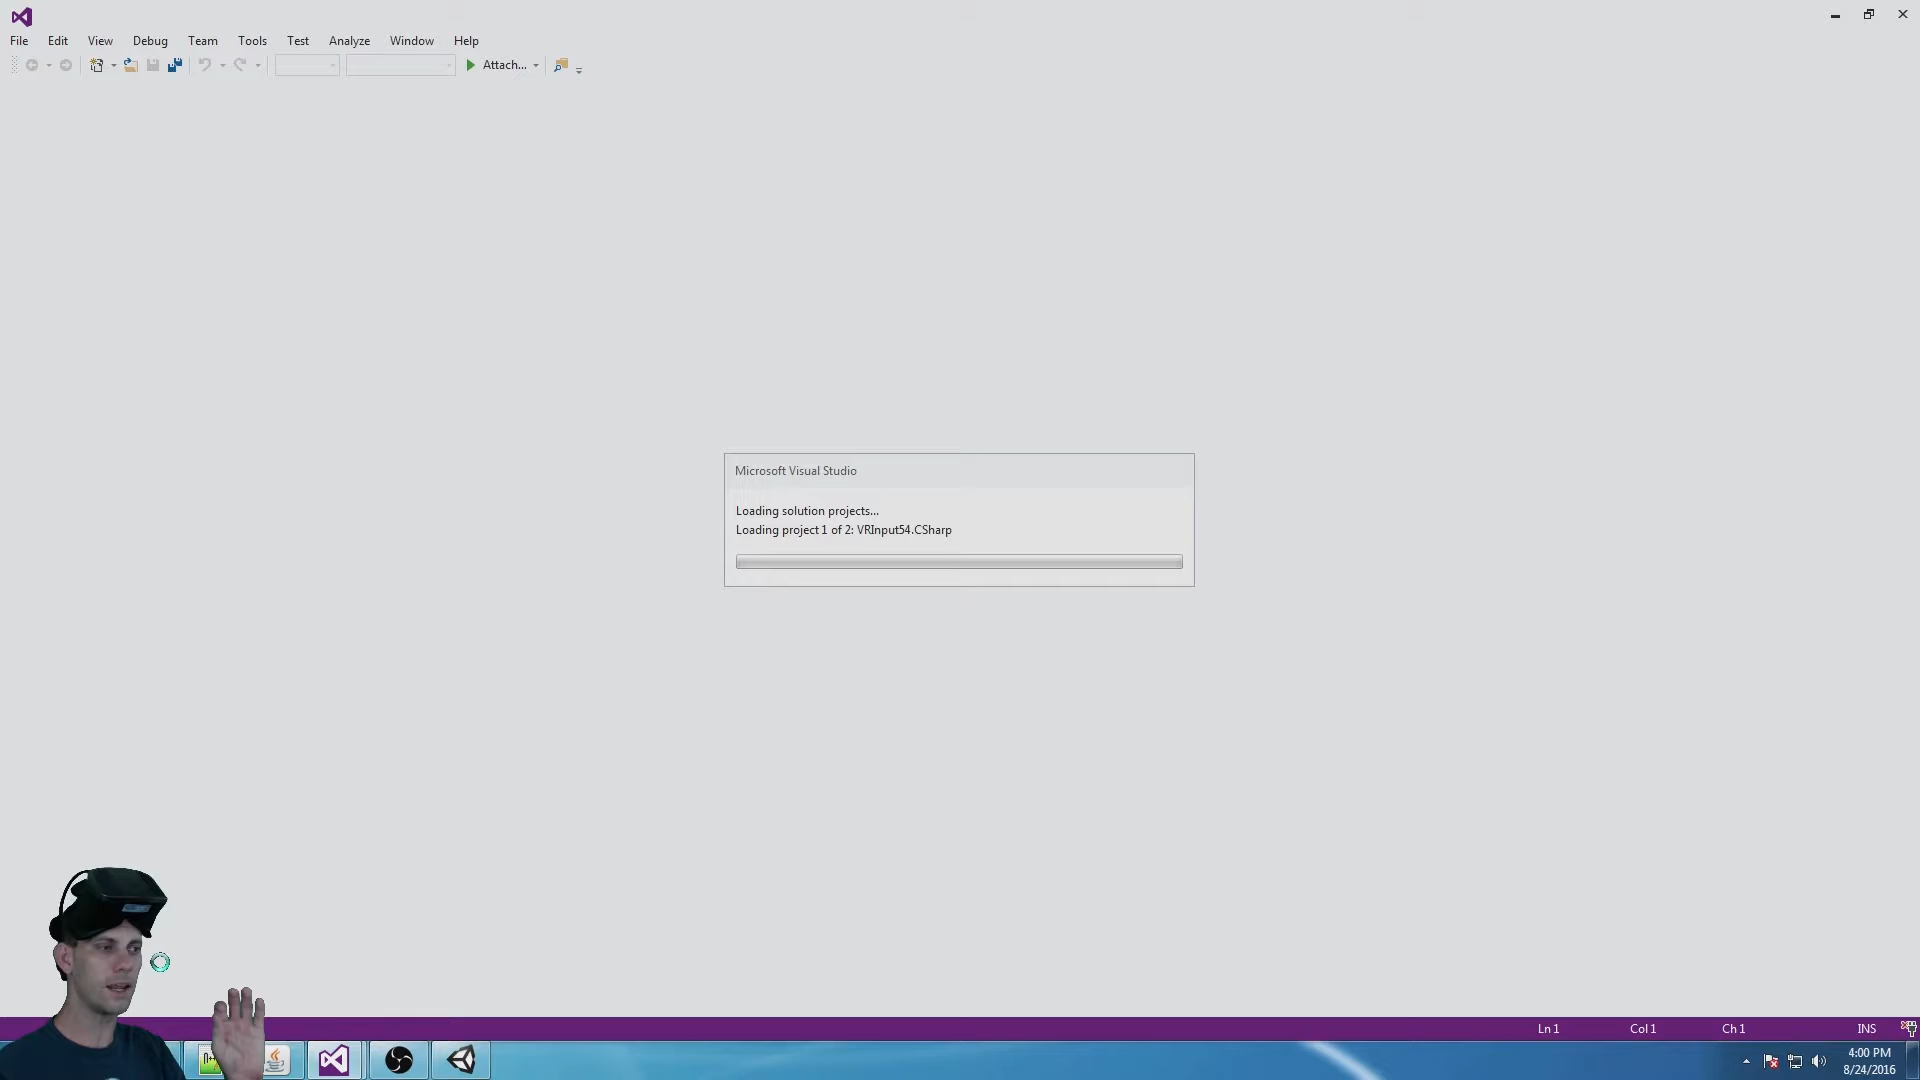 File Edit View Debug Team Tools Test Analyze Window Help
Attach...
Microsoft Visual Studio
Loading solution projects...
Loading project 1 of 2: VRInput54.CSharp
Ln 1 Col 1 Ch 1 INS
4:00 PM
8/24/2016